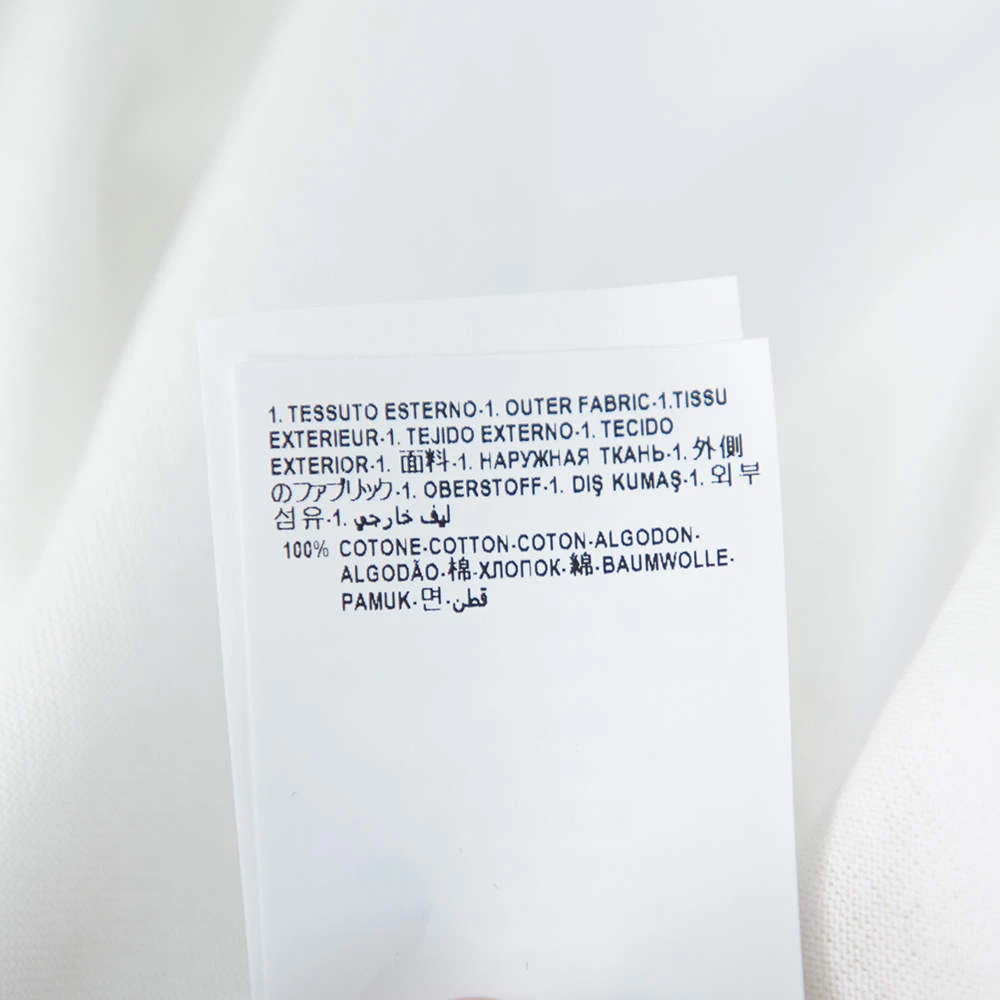 1. TESSUTO ESTERNO-1. OUTER FABRIC-1.TISSU
EXTERIEUR-1. TEJIDO EXTERNO-1. TECIDO
EXTERIOR-1. 面料-1. НАРУЖНАЯ ТКАНЬ-1. 外側
のファブリック-1. OBERSTOFF-1. DIŞ KUMAŞ-1. 외부
섬유-1. ليف خارجي
100% COTONE-COTTON-COTON-ALGODON-
ALGODÃO-棉-ХЛОПОК-綿-BAUMWOLLE-
PAMUK-면-قطن